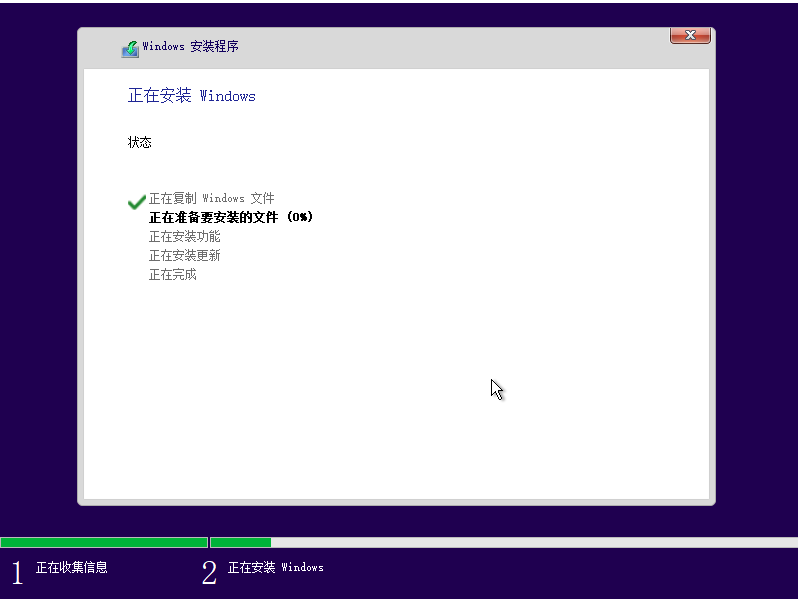 Windows 安装程序
正在安装 Windows
状态
正在复制 Windows 文件
正在准备要安装的文件 (0%)
正在安装功能
正在安装更新
正在完成
1 正在收集信息
2 正在安装 Windows